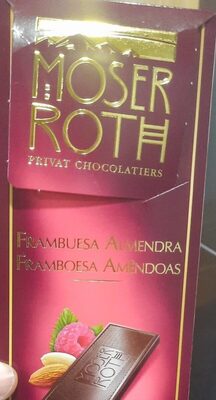 MOSER
ROTH
PRIVAT CHOCOLATIERS
FRAMBUESA ALMENDRA
FRAMBOESA AMÊNDOAS
MOSER
ROTH